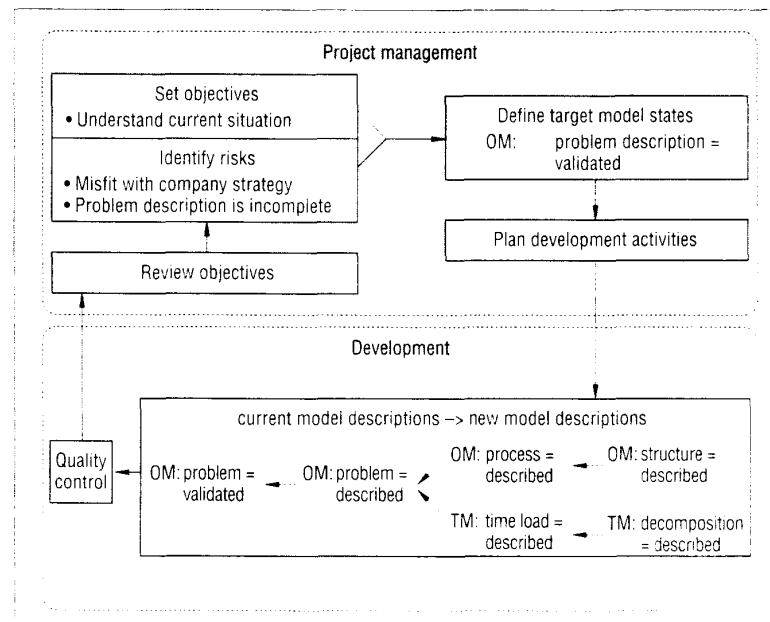 Project management
Set objectives
• Understand current situation
Identify risks
• Misfit with company strategy
• Problem description is incomplete
Review objectives
Define target model states
OM: problem description =
validated
Plan development activities
Development
current model descriptions –> new model descriptions
Quality
control
OM: problem =
validated
OM: problem =
described
OM: process =
described
OM: structure =
described
TM: time load =
described
TM: decomposition
= described